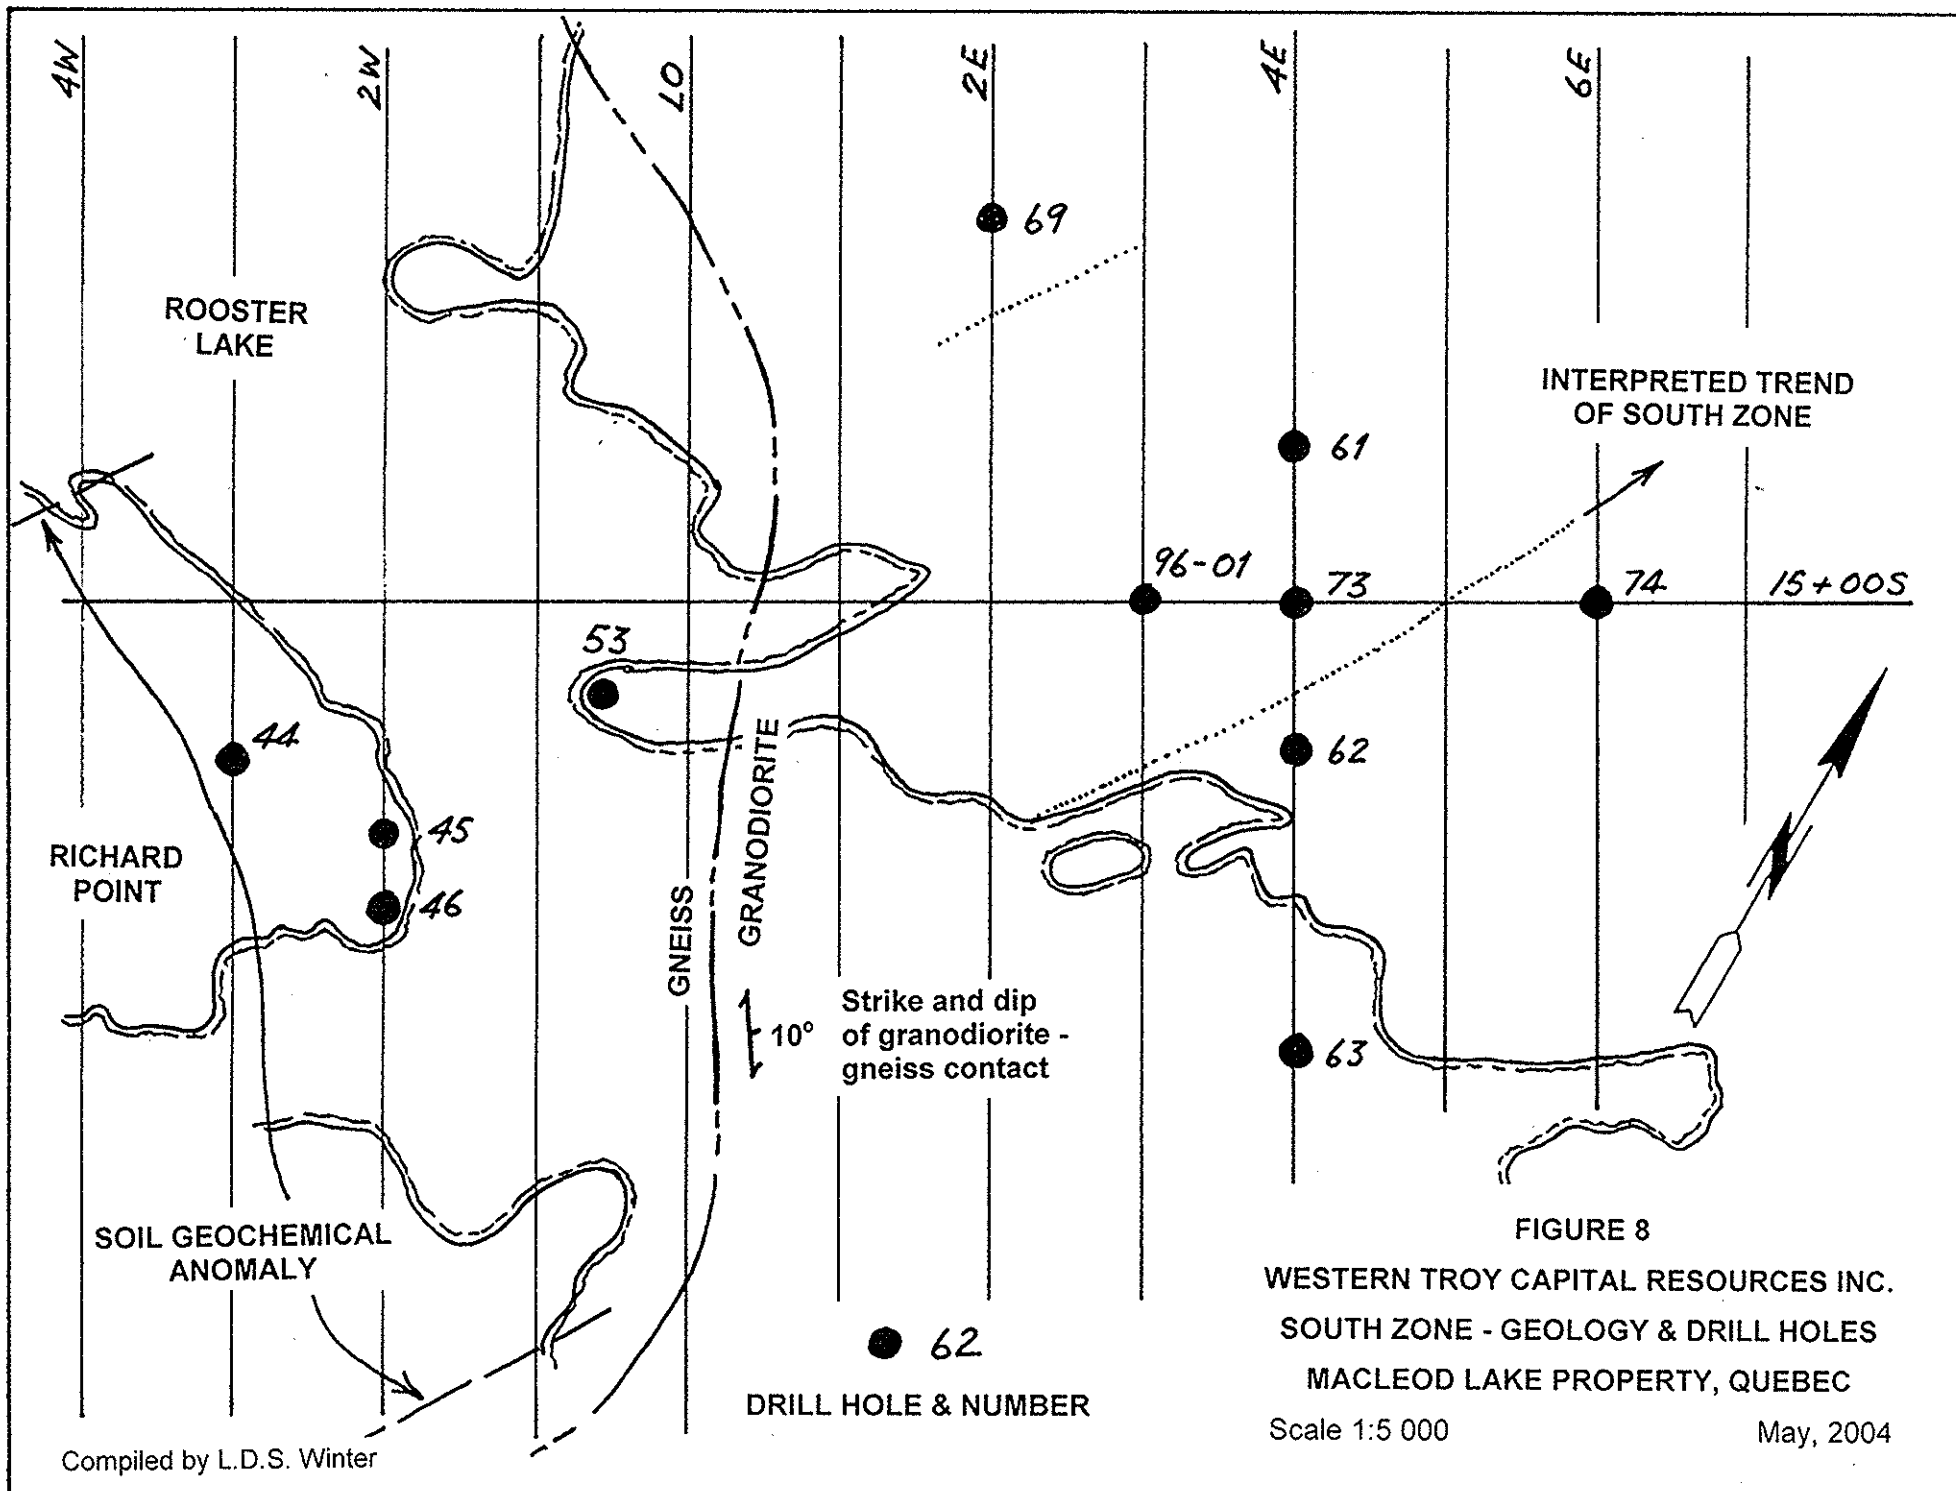 4W
2W
LO
2E
4E
6E
69
ROOSTER
LAKE
INTERPRETED TREND
OF SOUTH ZONE
61
96-01
73
74
15+00S
53
44
62
45
46
RICHARD
POINT
GNEISS
GRANODIORITE
10°
Strike and dip
of granodiorite -
gneiss contact
63
SOIL GEOCHEMICAL
ANOMALY
62
DRILL HOLE & NUMBER
FIGURE 8
WESTERN TROY CAPITAL RESOURCES INC.
SOUTH ZONE - GEOLOGY & DRILL HOLES
MACLEOD LAKE PROPERTY, QUEBEC
Scale 1:5 000
May, 2004
Compiled by L.D.S. Winter